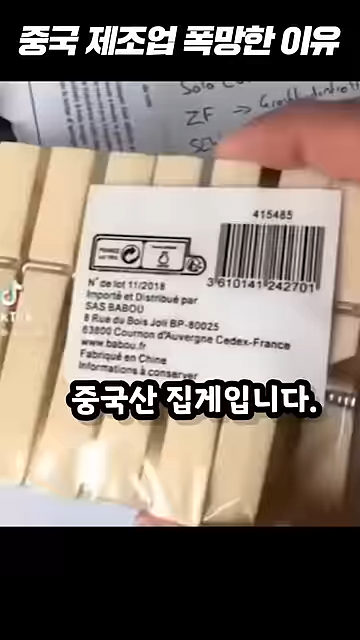 중국 제조업 폭망한 이유
ZF →
415485
3 610141 242701
N° de lot 11/2018
Importé et Distribué par
SAS BABOU
8 Rue du Bois Joli BP-80025
63800 Cournon d'Auvergne Cedex-France
www.babou.fr
Fabriqué en Chine
Informations à conserver
중국산 집게입니다.